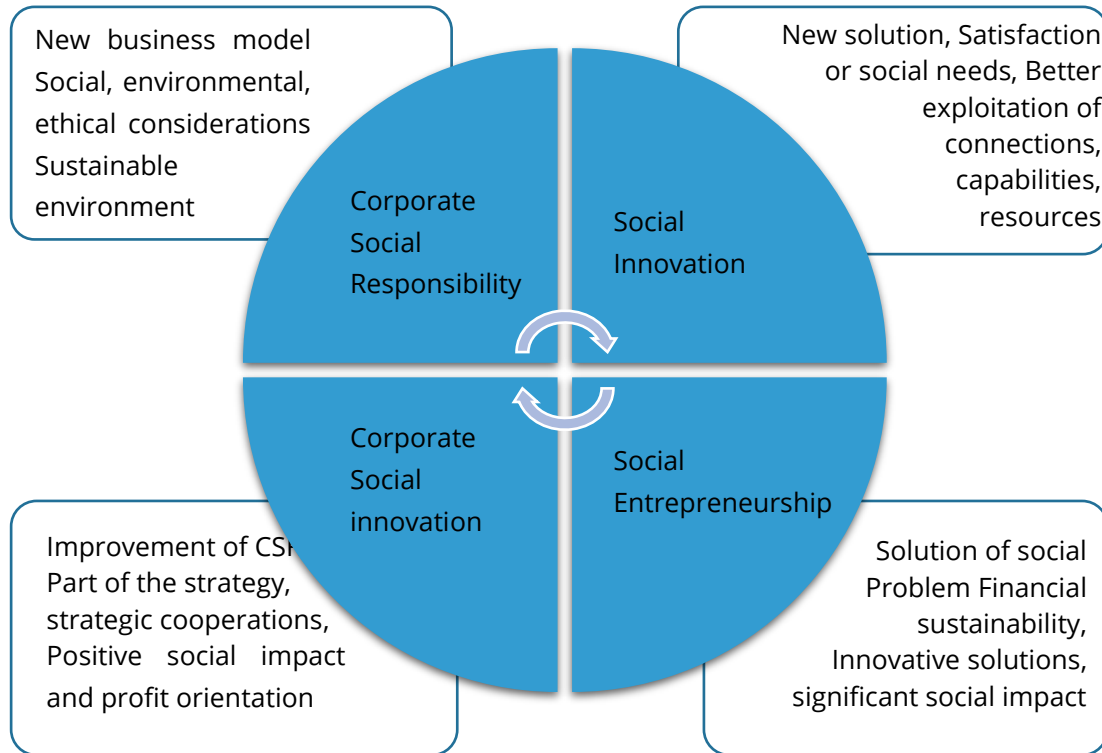 New business model
Social, environmental,
ethical considerations
Sustainable
environment
New solution, Satisfaction
or social needs, Better
exploitation of
connections,
capabilities,
resources
Corporate
Social
Responsibility
Social
Innovation
Corporate
Social
innovation
Social
Entrepreneurship
Improvement of
Part of the strategy,
strategic cooperations,
Positive social impact
and profit orientation
Solution of social
Problem Financial
sustainability,
Innovative solutions,
significant social impact